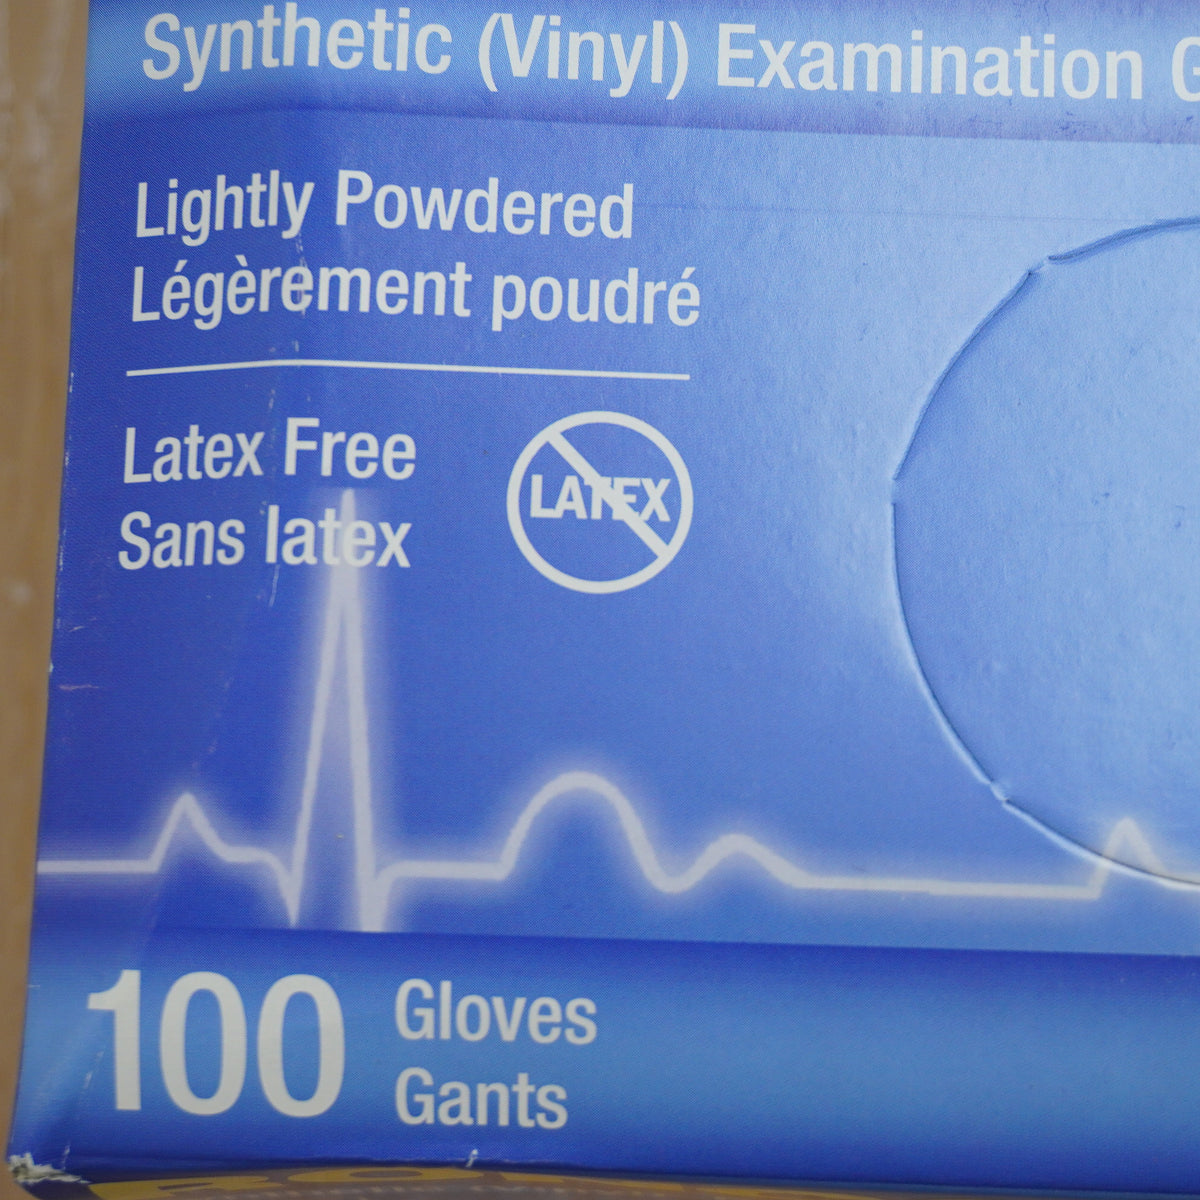 Synthetic (Vinyl) Examination G
Lightly Powdered
Légèrement poudré
Latex Free
Sans latex
LATEX
100
Gloves
Gants